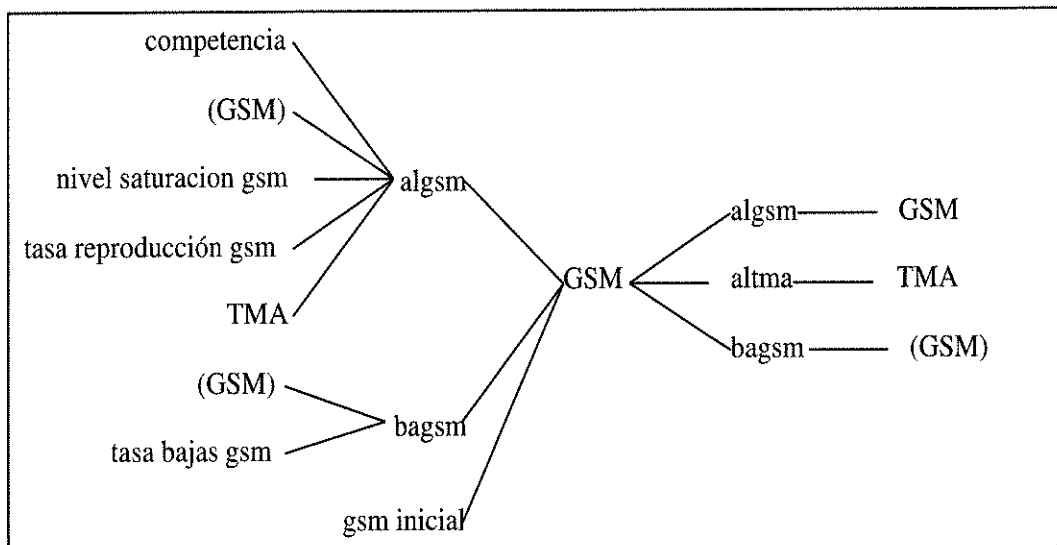 competencia
(GSM)
nivel saturacion gsm
algsm
tasa reproducción gsm
TMA
(GSM)
bagsm
tasa bajas gsm
gsm inicial
GSM
algsm
GSM
altma
TMA
bagsm
(GSM)